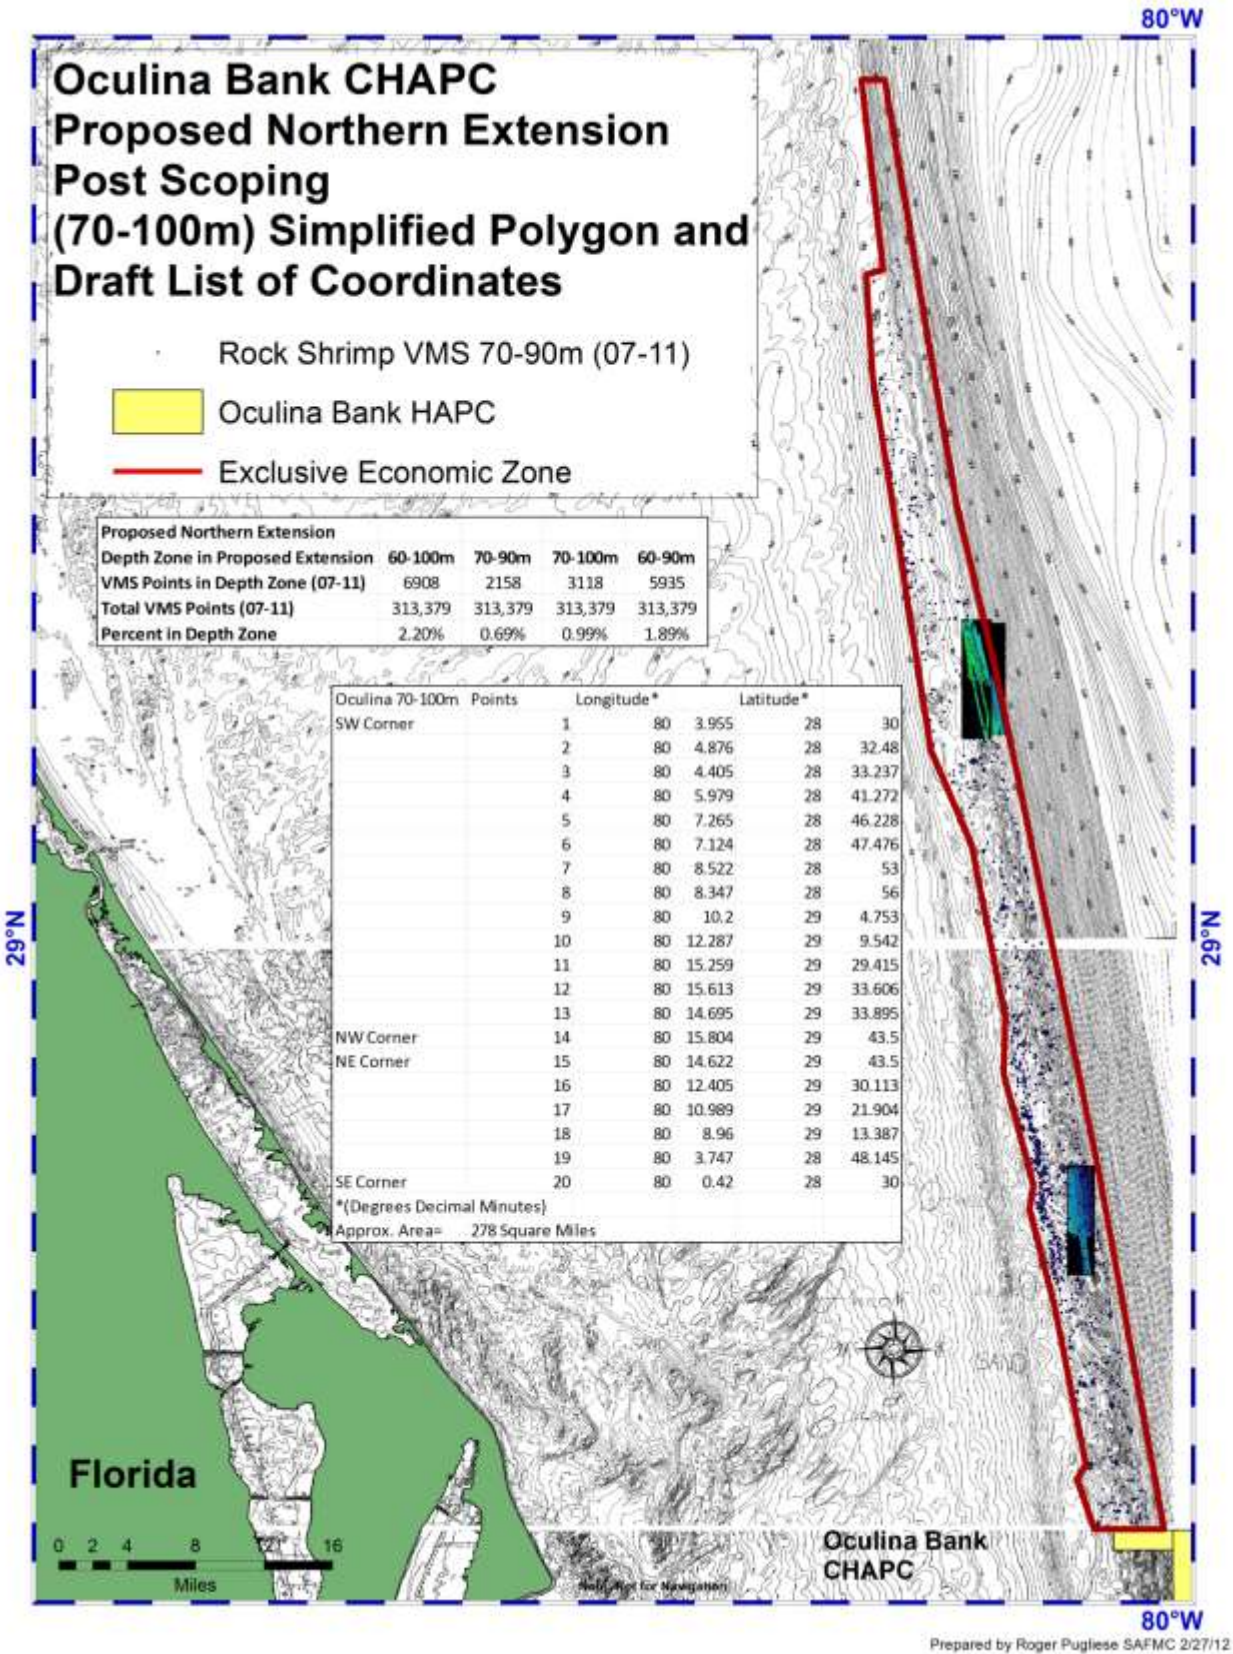 80°W
Oculina Bank CHAPC
Proposed Northern Extension
Post Scoping
(70-100m) Simplified Polygon and
Draft List of Coordinates
Rock Shrimp VMS 70-90m (07-11)
Oculina Bank HAPC
Exclusive Economic Zone
Proposed Northern Extension
Depth Zone in Proposed Extension 60-100m 70-90m 70-100m 60-90m
VMS Points in Depth Zone (07-11) 6908 2158 3118 5935
Total VMS Points (07-11) 313,379 313,379 313,379 313,379
Percent in Depth Zone 2.20% 0.69% 0.99% 1.89%
Oculina 70-100m Points Longitude* Latitude*
SW Corner 1 80 3.955 28 30
2 80 4.876 28 32.48
3 80 4.405 28 33.237
4 80 5.979 28 41.272
5 80 7.265 28 46.228
6 80 7.124 28 47.476
7 80 8.522 28 53
8 80 8.347 28 56
9 80 10.2 29 4.753
10 80 12.287 29 9.542
11 80 15.259 29 29.415
12 80 15.613 29 33.606
13 80 14.695 29 33.895
NW Corner 14 80 15.804 29 43.5
NE Corner 15 80 14.622 29 43.5
16 80 12.405 29 30.113
17 80 10.989 29 21.904
18 80 8.96 29 13.387
19 80 3.747 28 48.145
SE Corner 20 80 0.42 28 30
*(Degrees Decimal Minutes)
Approx. Area= 278 Square Miles
29°N
29°N
SAND
Florida
0 2 4 8 12 16
Miles
Oculina Bank
CHAPC
Note: Not for Navigation
80°W
Prepared by Roger Pugliese SAFMC 2/27/12